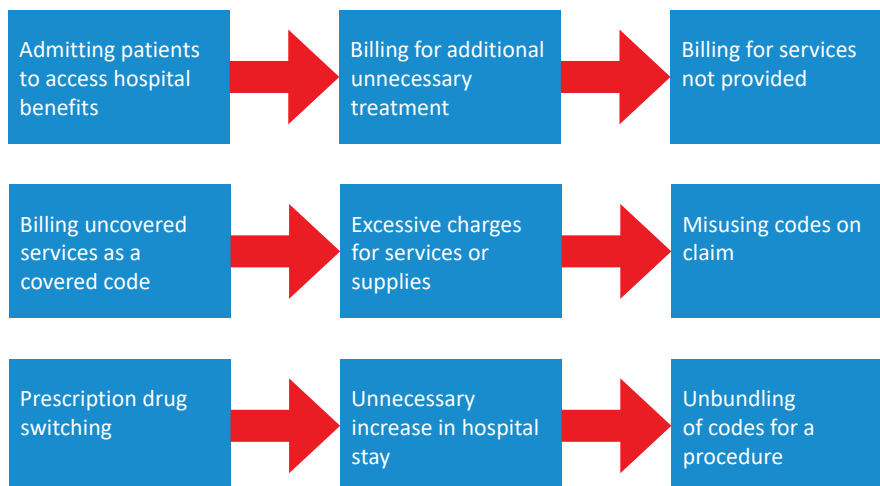 Admitting patients
to access hospital
benefits
Billing for additional
unnecessary
treatment
Billing for services
not provided
Billing uncovered
services as a
covered code
Excessive charges
for services or
supplies
Misusing codes on
claim
Prescription drug
switching
Unnecessary
increase in hospital
stay
Unbundling
of codes for a
procedure